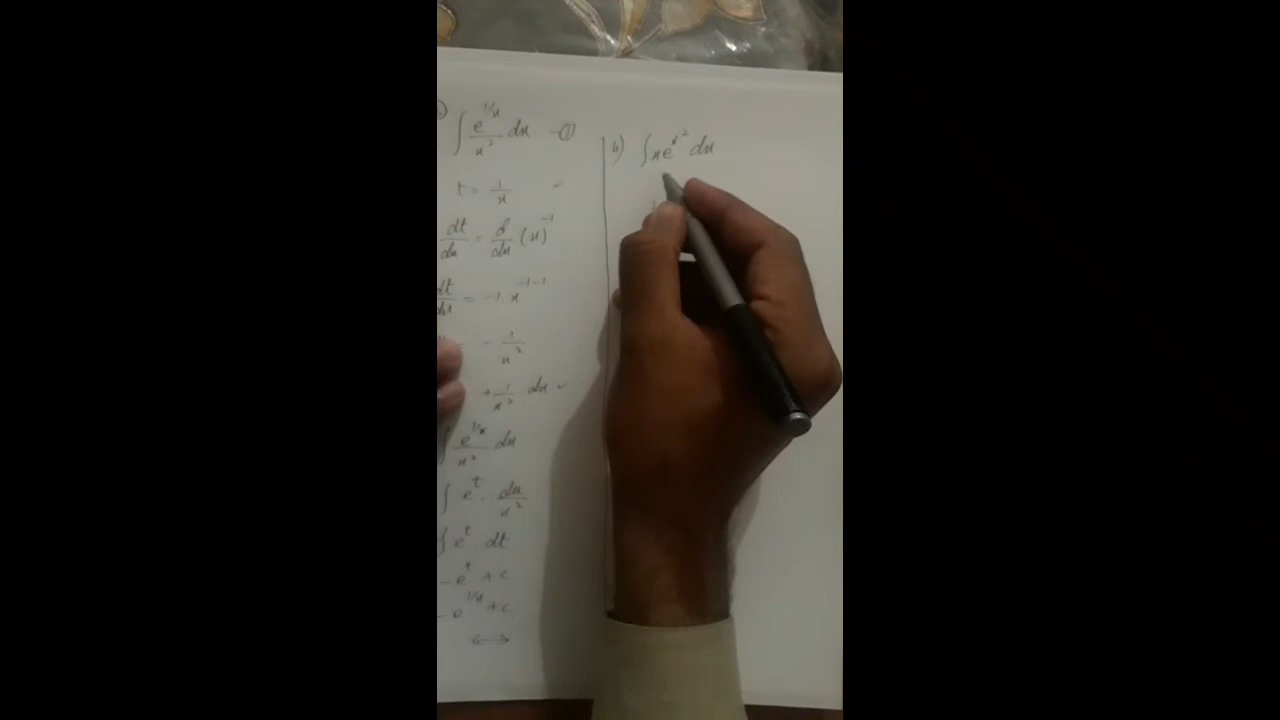 ∫ e^{1/x}/x² dx —①
t = 1/x
dt/dx = d/dx (x)^{-1}
dt/dx = -1 x^{-1-1}
- 1/x²
+ 1/x² dx
∫ e^{1/x}/x² dx
∫ e^t · dx/x²
∫ e^t · dt
- e^t + c
- e^{1/x} + c
∫ x e^{x²} dx